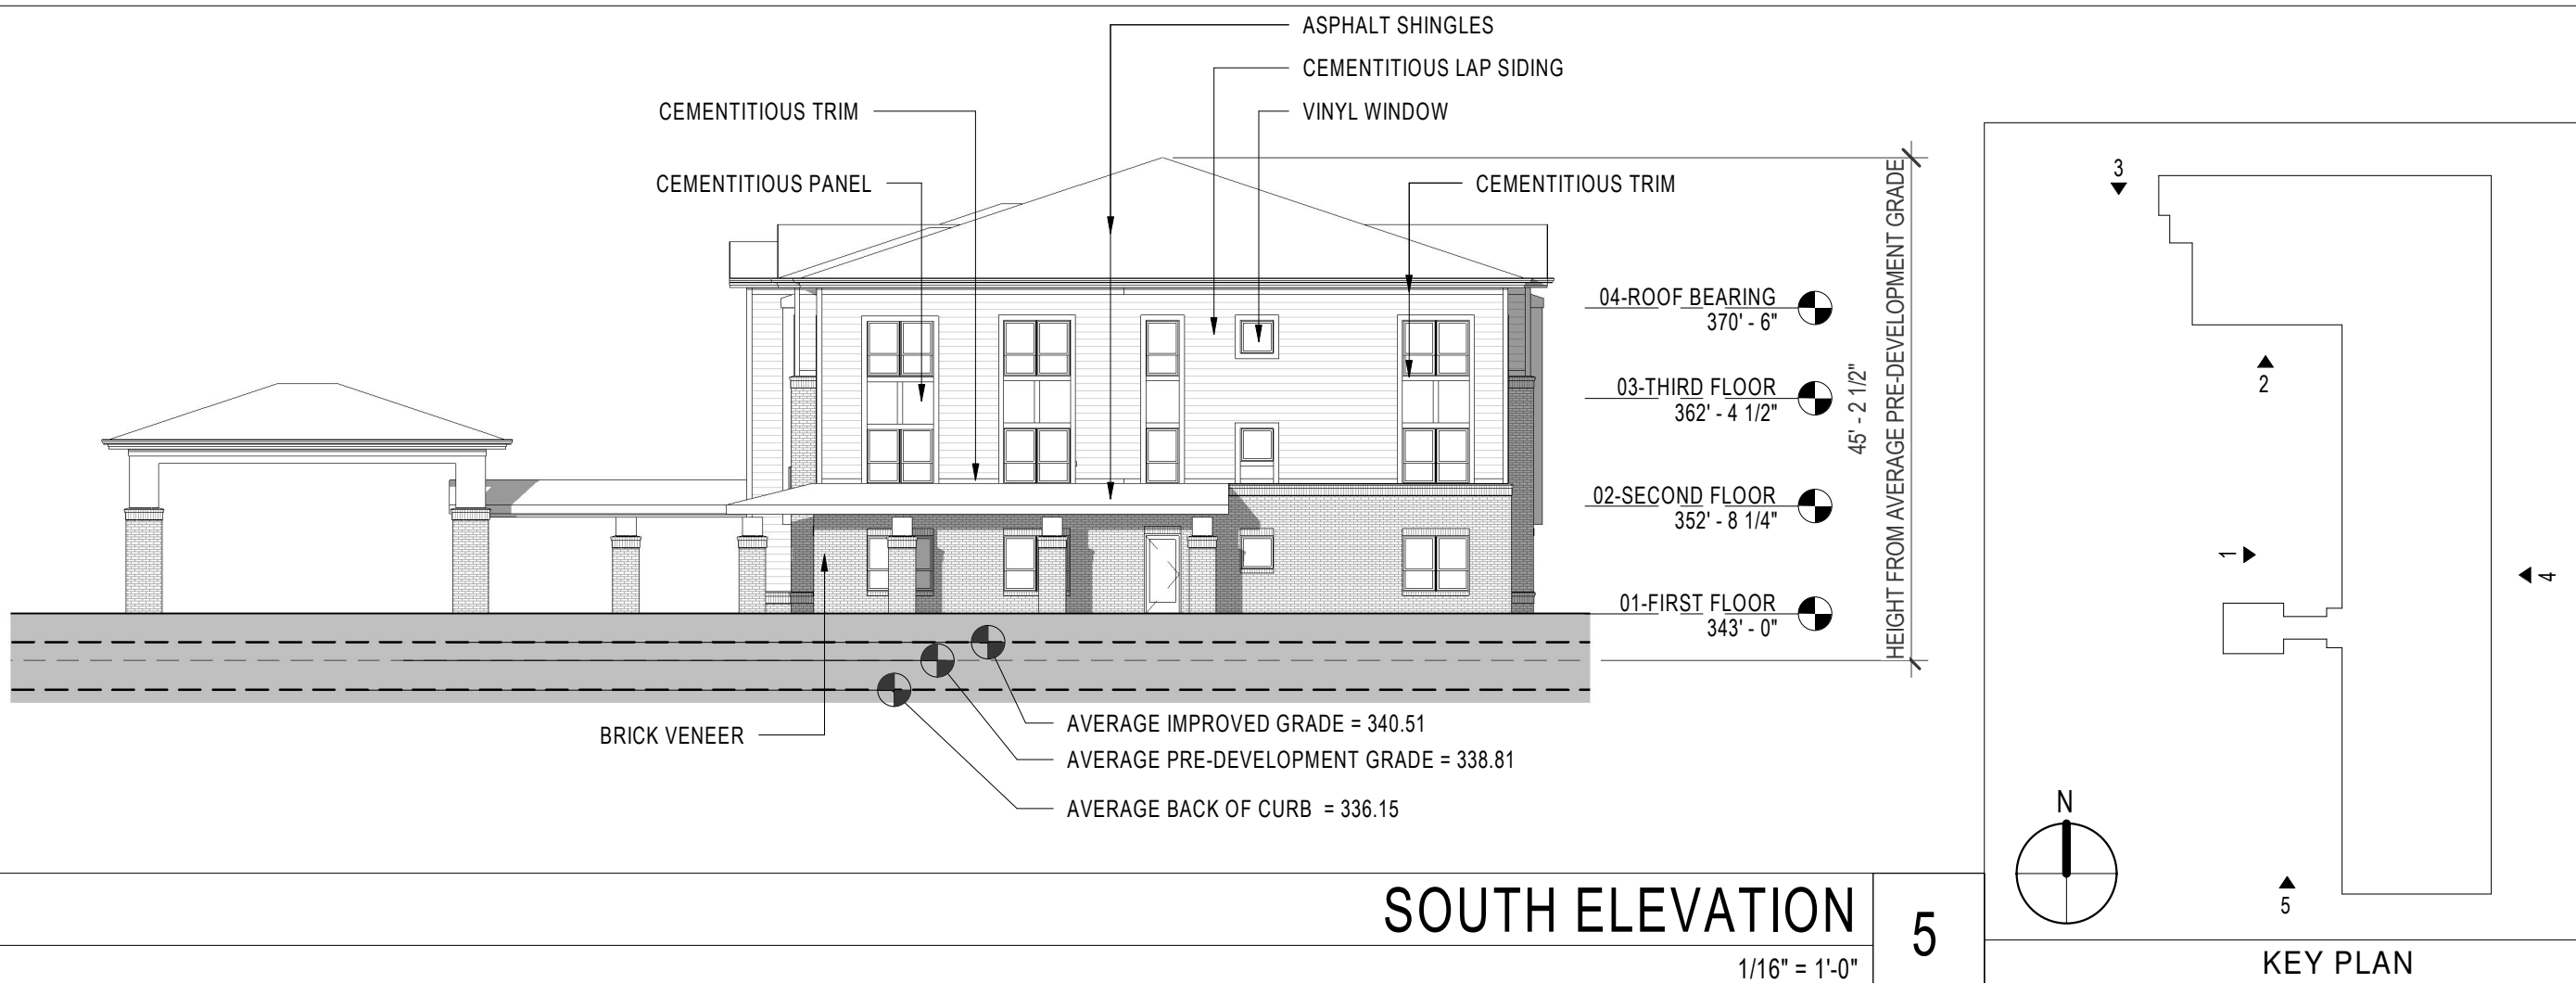 ASPHALT SHINGLES
CEMENTITIOUS LAP SIDING
CEMENTITIOUS TRIM
VINYL WINDOW
CEMENTITIOUS PANEL
CEMENTITIOUS TRIM
04-ROOF BEARING
370' - 6"
03-THIRD FLOOR
362' - 4 1/2"
02-SECOND FLOOR
352' - 8 1/4"
01-FIRST FLOOR
343' - 0"
45' - 2 1/2"
HEIGHT FROM AVERAGE PRE-DEVELOPMENT GRADE
BRICK VENEER
AVERAGE IMPROVED GRADE = 340.51
AVERAGE PRE-DEVELOPMENT GRADE = 338.81
AVERAGE BACK OF CURB = 336.15
3
2
1
4
5
N
SOUTH ELEVATION
5
1/16" = 1'-0"
KEY PLAN